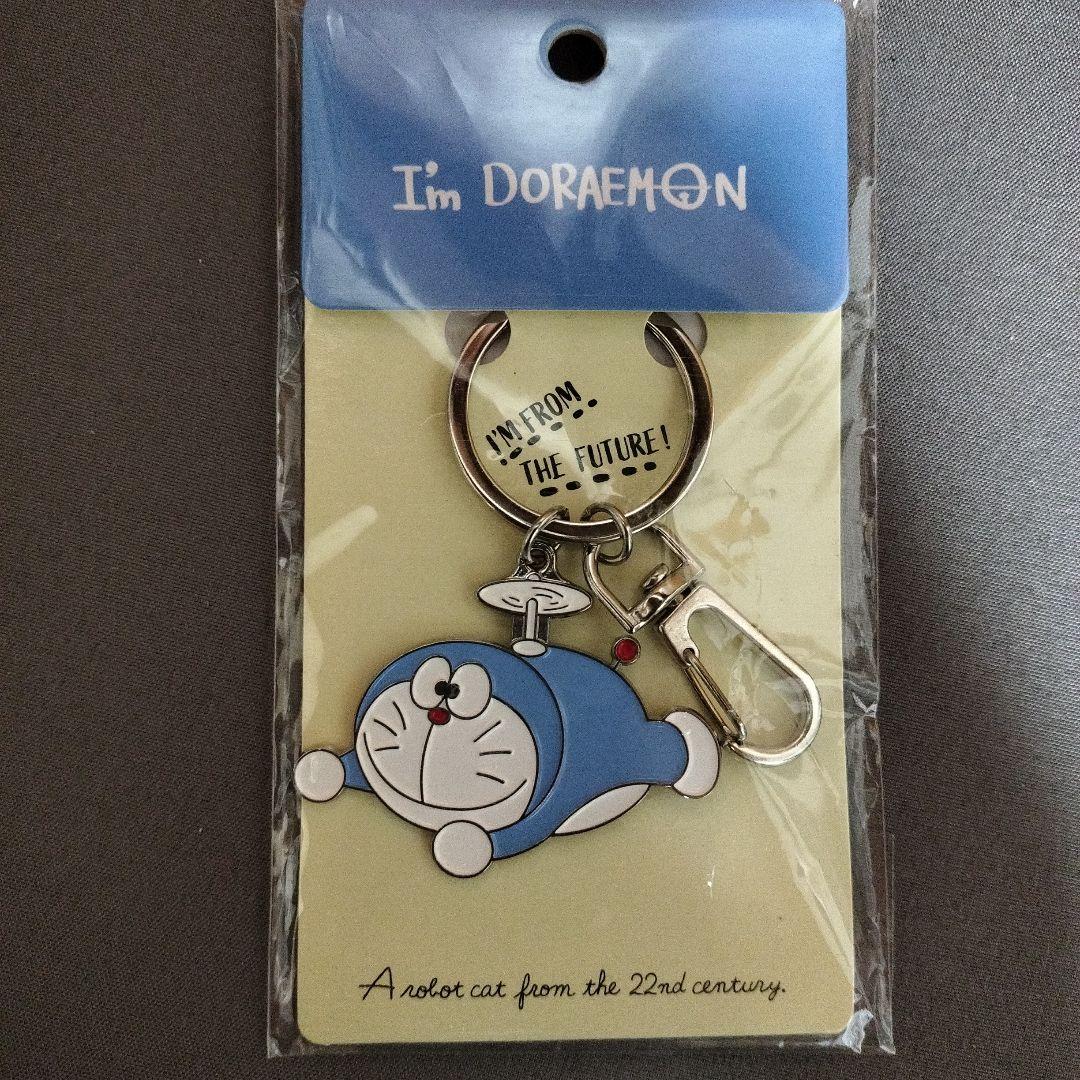 I'm DORAEMON
I'M FROM
THE FUTURE!
A robot cat from the 22nd century.